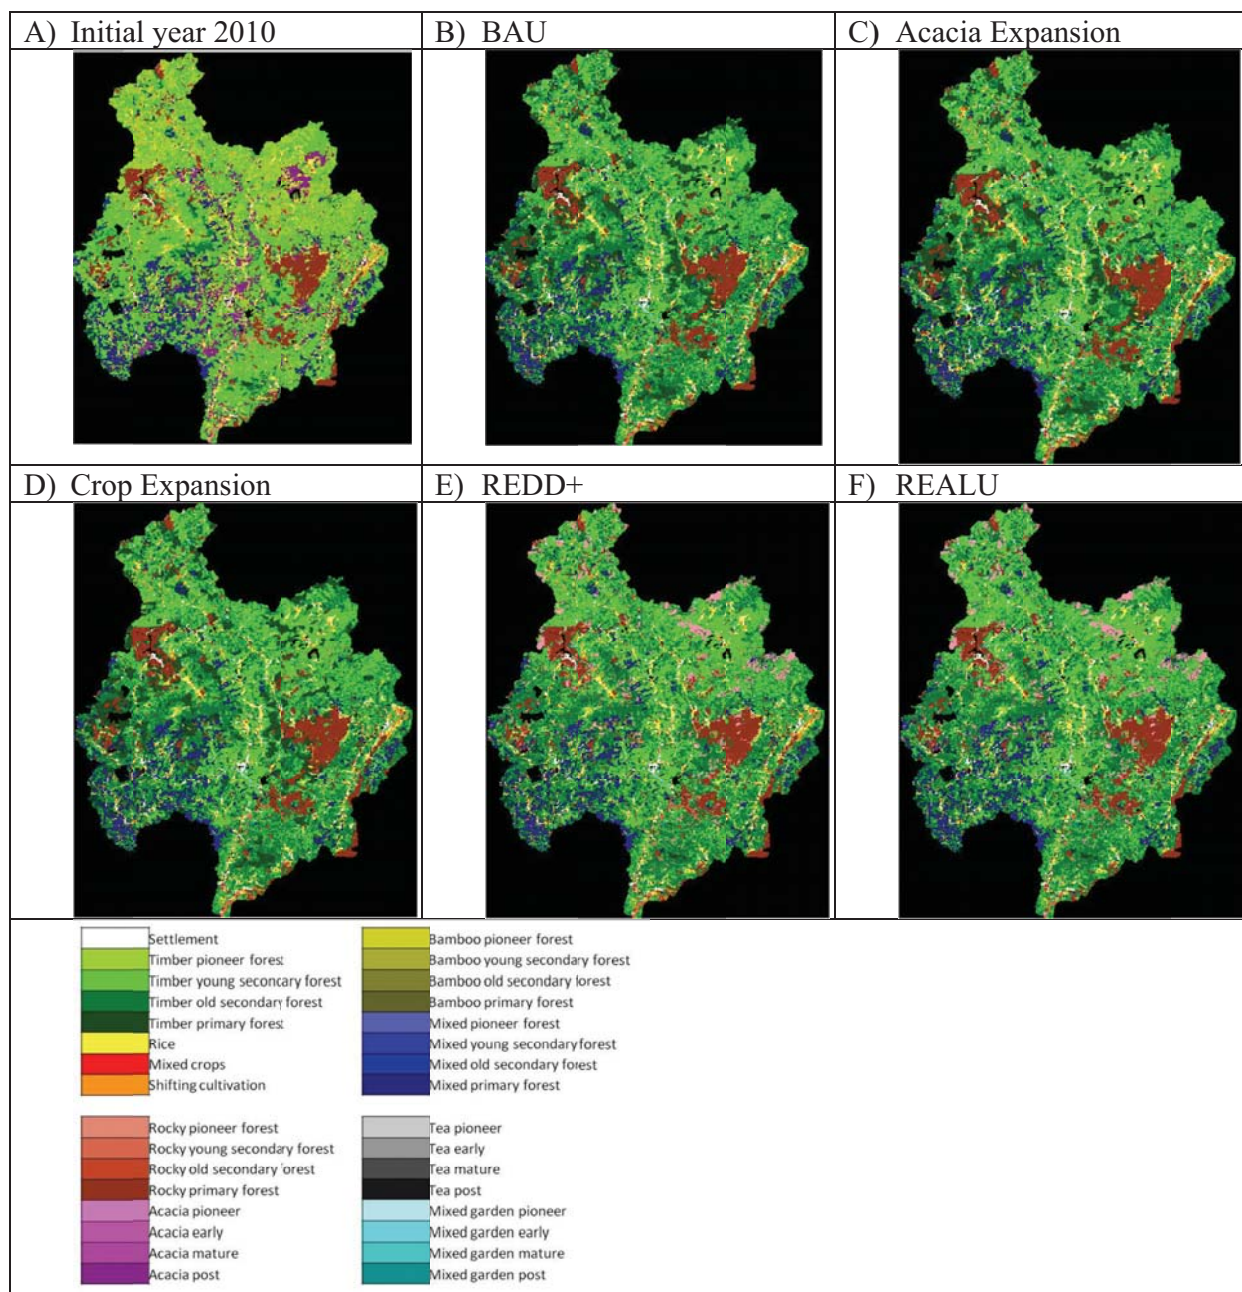 A) Initial year 2010
B) BAU
C) Acacia Expansion
D) Crop Expansion
E) REDD+
F) REALU
Settlement
Timber pioneer forest
Timber young secondary forest
Timber old secondary forest
Timber primary forest
Rice
Mixed crops
Shifting cultivation
Bamboo pioneer forest
Bamboo young secondary forest
Bamboo old secondary forest
Bamboo primary forest
Mixed pioneer forest
Mixed young secondary forest
Mixed old secondary forest
Mixed primary forest
Rocky pioneer forest
Rocky young secondary forest
Rocky old secondary forest
Rocky primary forest
Acacia pioneer
Acacia early
Acacia mature
Acacia post
Tea pioneer
Tea early
Tea mature
Tea post
Mixed garden pioneer
Mixed garden early
Mixed garden mature
Mixed garden post